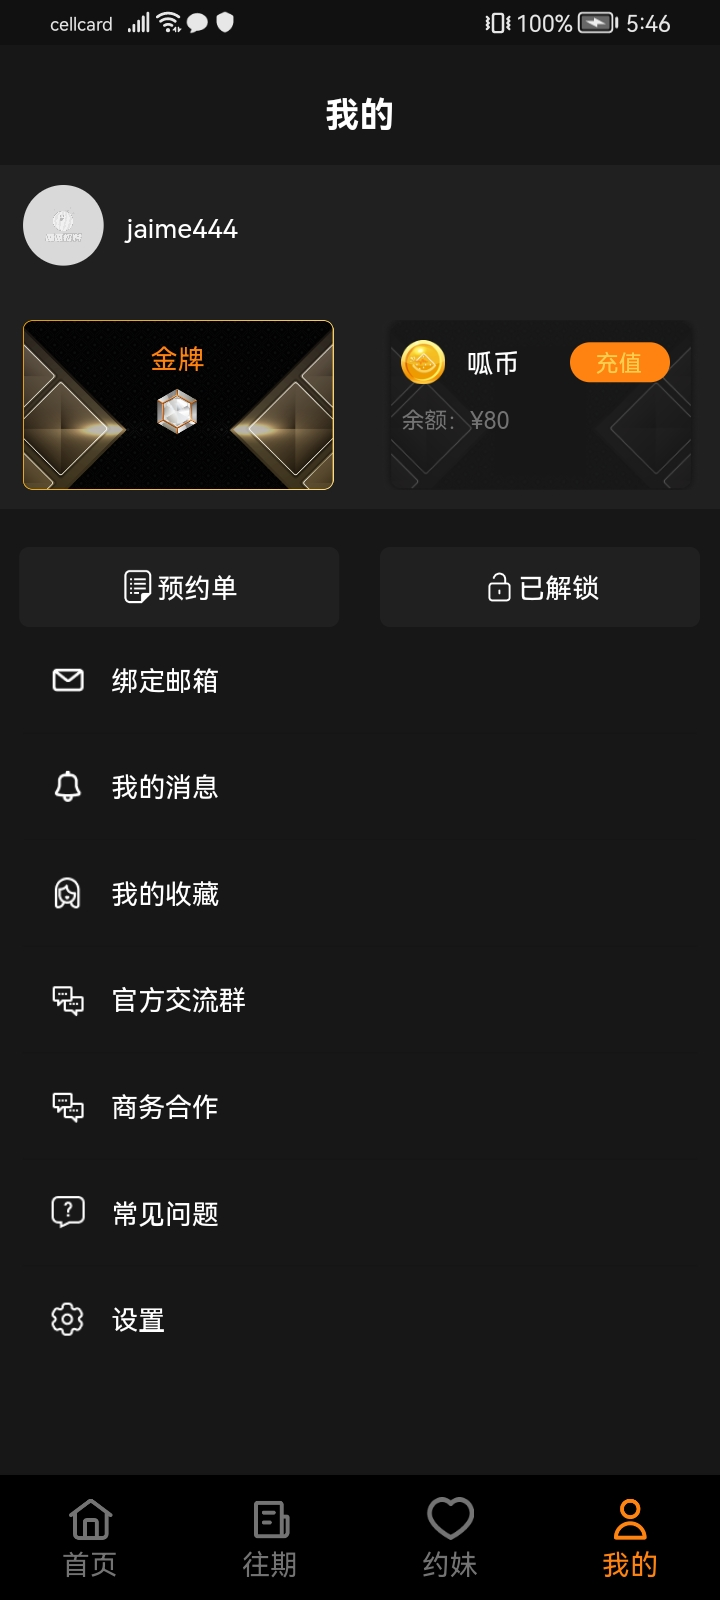 cellcard 100% 5:46
我的
jaime444
金牌
呱币 充值
余额：¥80
预约单 已解锁
绑定邮箱
我的消息
我的收藏
官方交流群
商务合作
常见问题
设置
首页 往期 约妹 我的